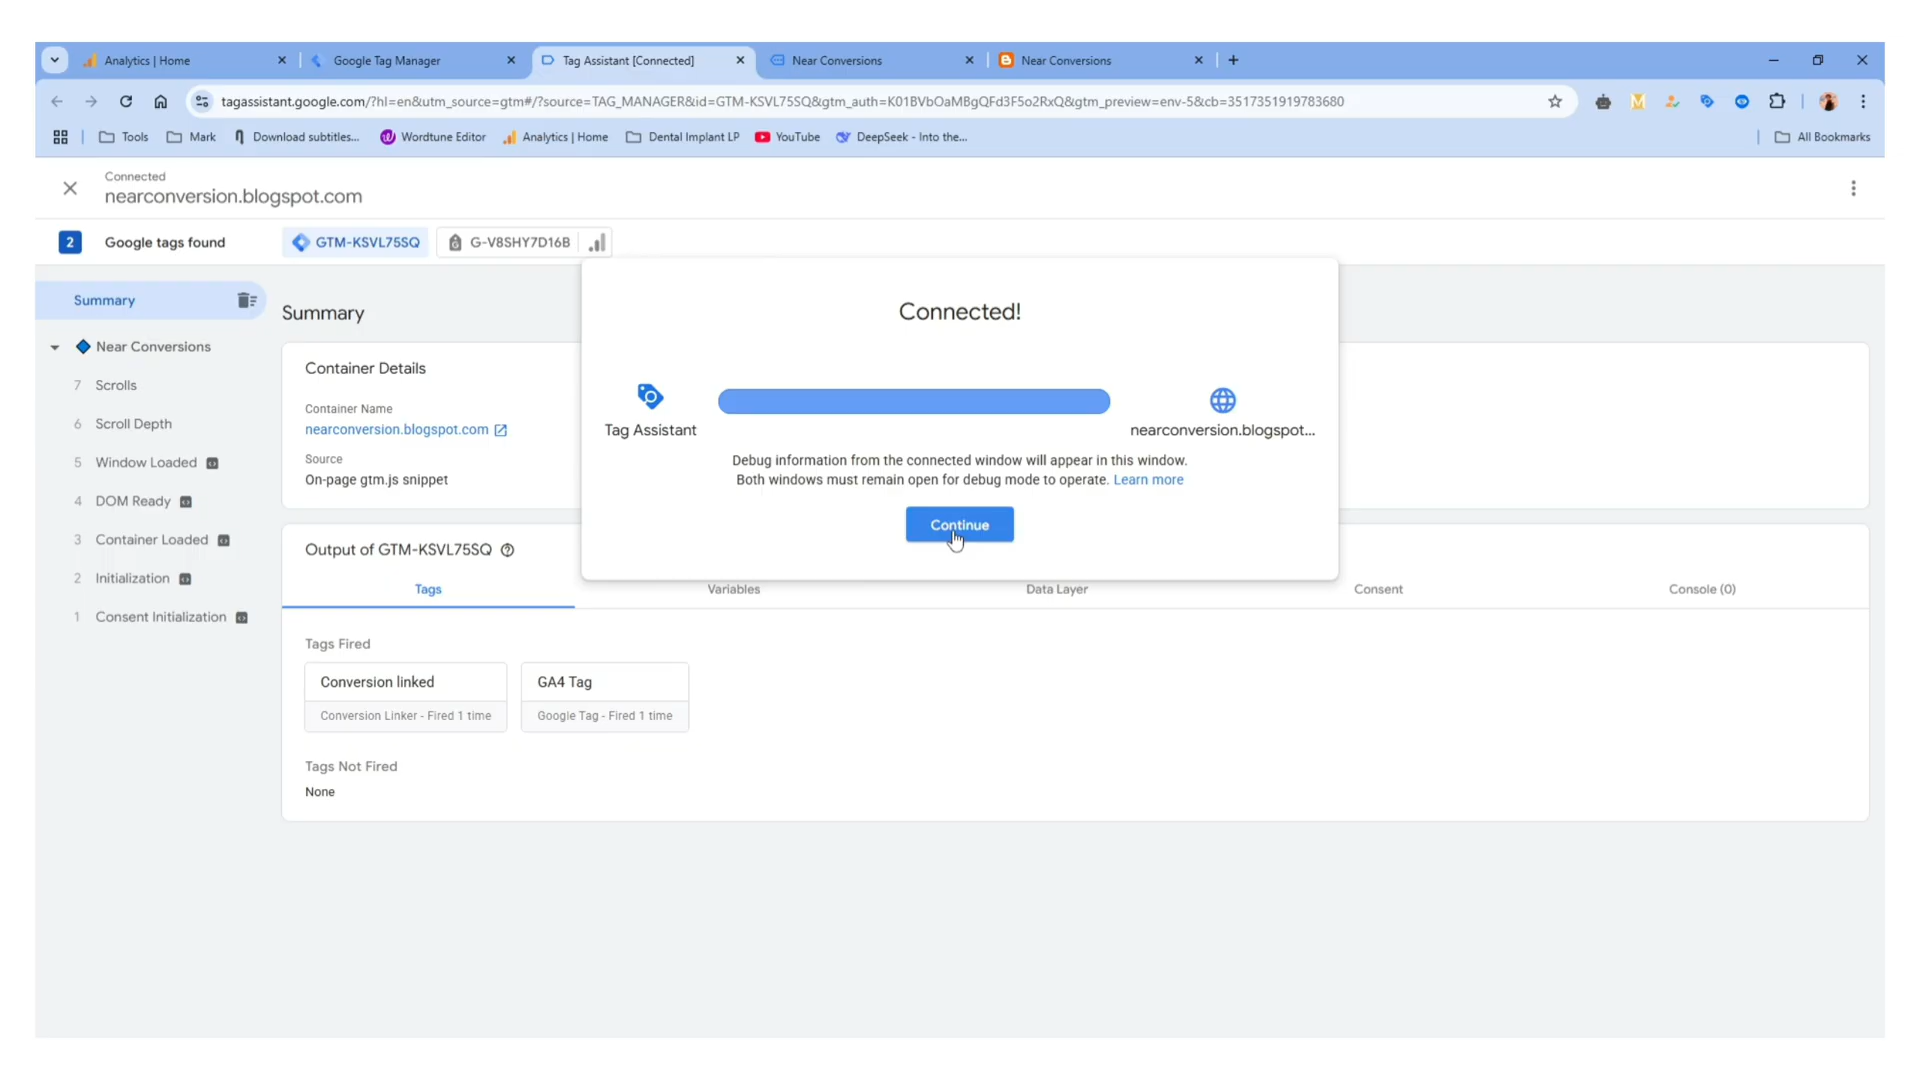 Analytics | Home
Google Tag Manager
Tag Assistant [Connected]
Near Conversions
Near Conversions
tagassistant.google.com/?hl=en&utm_source=gtm#/?source=TAG_MANAGER&id=GTM-KSVL75SQ&gtm_auth=K01BVbOaMBgQFd3F5o2RxQ&gtm_preview=env-5&cb=3517351919783680
Tools
Mark
Download subtitles...
Wordtune Editor
Analytics | Home
Dental Implant LP
YouTube
DeepSeek - Into the...
All Bookmarks
Connected
nearconversion.blogspot.com
2 Google tags found
GTM-KSVL75SQ
G-V8SHY7D16B
Summary
Near Conversions
7 Scrolls
6 Scroll Depth
5 Window Loaded
4 DOM Ready
3 Container Loaded
2 Initialization
1 Consent Initialization
Summary
Container Details
Container Name
nearconversion.blogspot.com
Source
On-page gtm.js snippet
Connected!
Tag Assistant
nearconversion.blogspot...
Debug information from the connected window will appear in this window.
Both windows must remain open for debug mode to operate. Learn more
Continue
Output of GTM-KSVL75SQ
Tags
Variables
Data Layer
Consent
Console (0)
Tags Fired
Conversion linked
Conversion Linker - Fired 1 time
GA4 Tag
Google Tag - Fired 1 time
Tags Not Fired
None